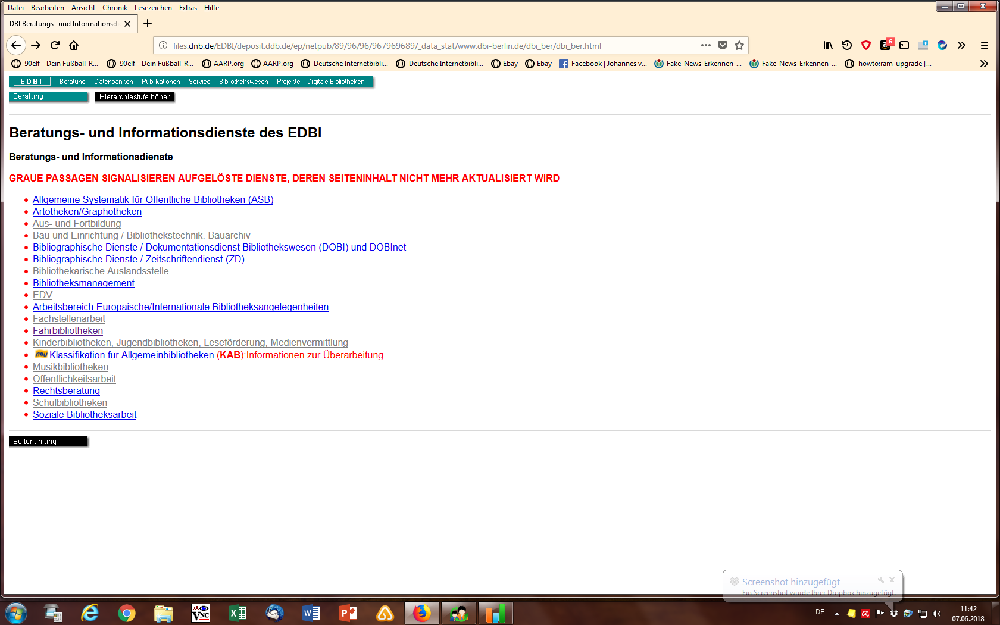 Datei Bearbeiten Ansicht Chronik Lesezeichen Extras Hilfe
DBI Beratungs- und Informationsdi
files.dnb.de/EDBI/deposit.ddb.de/ep/netpub/89/96/96/967969689/_data_stat/www.dbi-berlin.de/dbi_ber/dbi_ber.html
6
90elf - Dein Fußball-R... 90elf - Dein Fußball-R... AARP.org AARP.org Deutsche Internetbibli... Deutsche Internetbibli... Ebay Ebay Facebook | Johannes v... Fake_News_Erkennen_... Fake_News_Erkennen_... howto:ram_upgrade [...
EDBI Beratung Datenbanken Publikationen Service Bibliothekswesen Projekte Digitale Bibliotheken
Beratung Hierarchiestufe höher
Beratungs- und Informationsdienste des EDBI
Beratungs- und Informationsdienste
GRAUE PASSAGEN SIGNALISIEREN AUFGELÖSTE DIENSTE, DEREN SEITENINHALT NICHT MEHR AKTUALISIERT WIRD
Allgemeine Systematik für Öffentliche Bibliotheken (ASB)
Artotheken/Graphotheken
Aus- und Fortbildung
Bau und Einrichtung / Bibliothekstechnik. Bauarchiv
Bibliographische Dienste / Dokumentationsdienst Bibliothekswesen (DOBI) und DOBInet
Bibliographische Dienste / Zeitschriftendienst (ZD)
Bibliothekarische Auslandsstelle
Bibliotheksmanagement
EDV
Arbeitsbereich Europäische/Internationale Bibliotheksangelegenheiten
Fachstellenarbeit
Fahrbibliotheken
Kinderbibliotheken, Jugendbibliotheken, Leseförderung, Medienvermittlung
neu Klassifikation für Allgemeinbibliotheken (KAB):Informationen zur Überarbeitung
Musikbibliotheken
Öffentlichkeitsarbeit
Rechtsberatung
Schulbibliotheken
Soziale Bibliotheksarbeit
Seitenanfang
Screenshot hinzugefügt
Ein Screenshot wurde Ihrer Dropbox hinzugefügt.
DE
11:42
07.06.2018